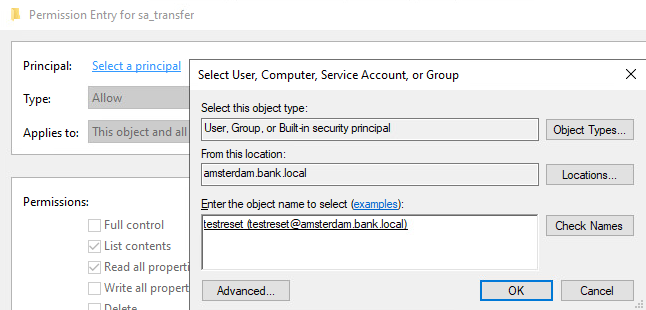 Permission Entry for sa_transfer
Principal: Select a principal
Type: Allow
Applies to: This object and all
Permissions:
Full control
List contents
Read all
Write all
Delete
Select User, Computer, Service Account, or Group
Select this object type:
User, Group, or Built-in security principal
Object Types...
From this location:
amsterdam.bank.local
Locations...
Enter the object name to select (examples):
testreset (testreset@amsterdam.bank.local)
Check Names
Advanced...
OK
Cancel